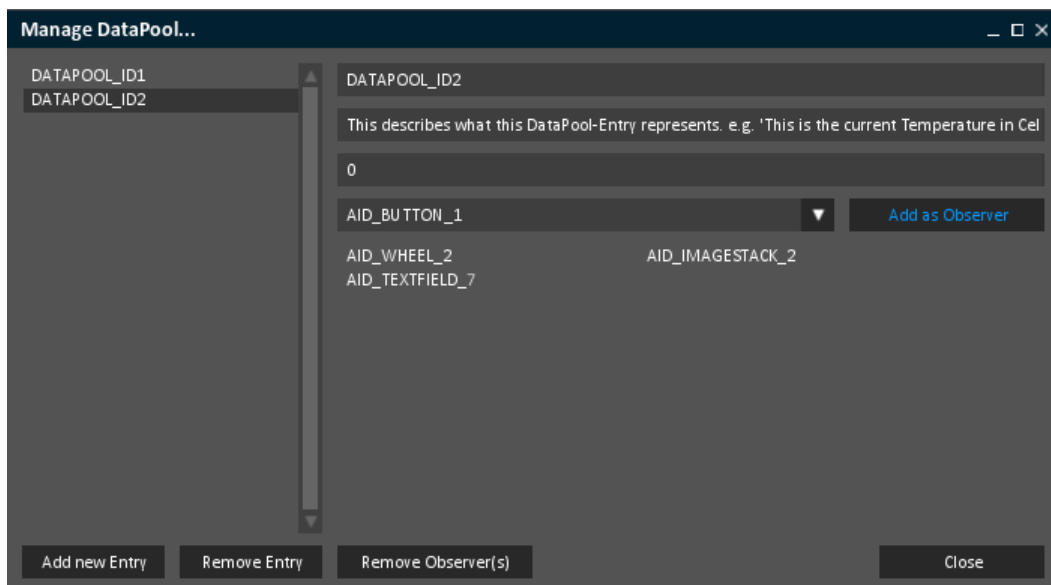 Manage DataPool...
DATAPOOL_ID1
DATAPOOL_ID2
DATAPOOL_ID2
This describes what this DataPool-Entry represents. e.g. 'This is the current Temperature in Cel
0
AID_BUTTON_1
Add as Observer
AID_WHEEL_2 AID_IMAGESTACK_2
AID_TEXTFIELD_7
Add new Entry Remove Entry Remove Observer(s) Close